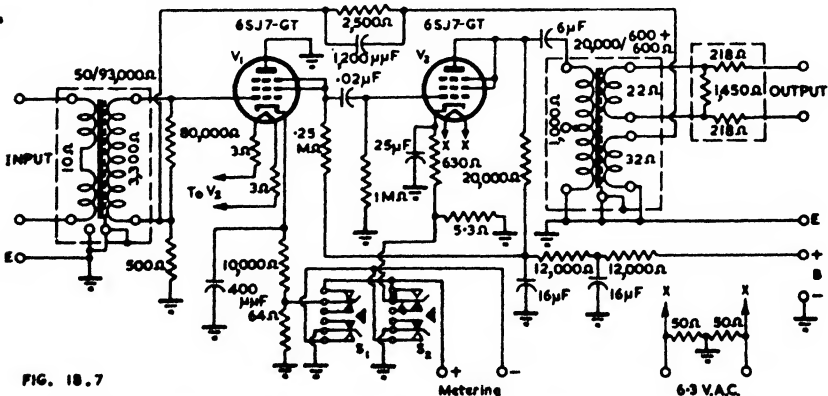 2,500Ω
6SJ7-GT
6SJ7-GT
V₁
V₂
1,200μμF
.02μF
6μF
20,000/600+600Ω
50/93,000Ω
218Ω
22Ω
1,450Ω
OUTPUT
218Ω
1,000Ω
32Ω
INPUT
10Ω
3,300Ω
80,000Ω
3Ω
3Ω
To V₂
.25 MΩ
25μF
X
X
630Ω
1MΩ
20,000Ω
5.3Ω
E
E
500Ω
10,000Ω
400 μμF
64Ω
12,000Ω
12,000Ω
16μF
16μF
+
B
-
S₁
S₂
X
X
50Ω
50Ω
+
-
Metering
6.3 V.A.C.
FIG. 18.7